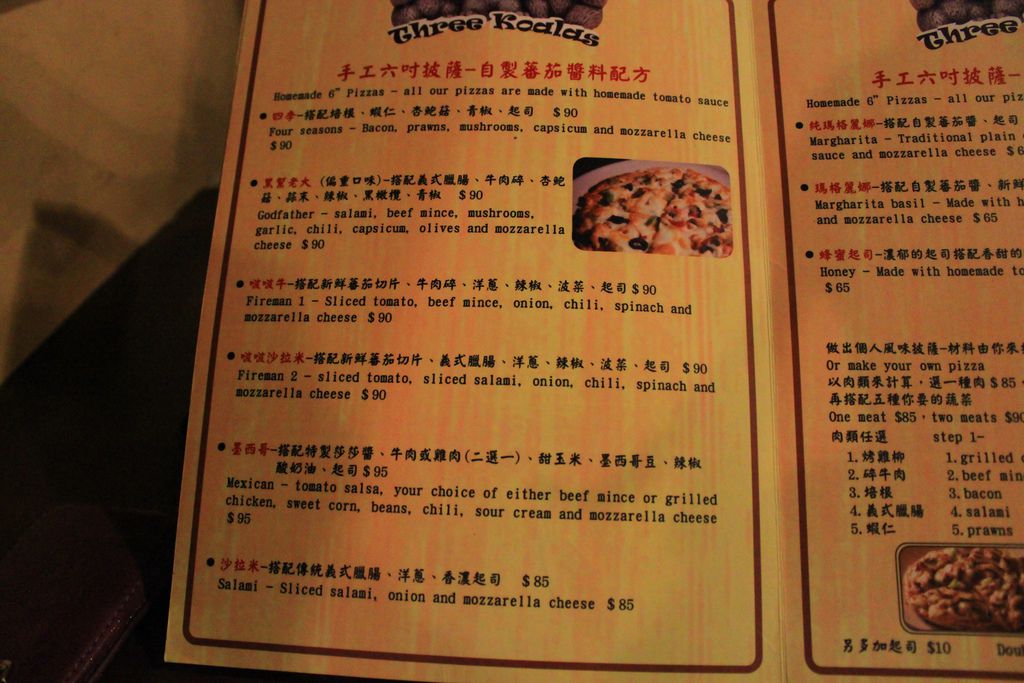 Three Koalas
手工六吋披薩-自製蕃茄醬料配方
Homemade 6" Pizzas - all our pizzas are made with homemade tomato sauce
● 四季-搭配培根、蝦仁、杏鮑菇、青椒、起司 $90
Four seasons - Bacon, prawns, mushrooms, capsicum and mozzarella cheese
$90
● 黑幫老大 (偏重口味)-搭配義式臘腸、牛肉碎、杏鮑
菇、蒜末、辣椒、黑橄欖、青椒 $90
Godfather - salami, beef mince, mushrooms,
garlic, chili, capsicum, olives and mozzarella
cheese $90
● 啵啵牛-搭配新鮮蕃茄切片、牛肉碎、洋蔥、辣椒、波菜、起司 $90
Fireman 1 - Sliced tomato, beef mince, onion, chili, spinach and
mozzarella cheese $90
● 啵啵沙拉米-搭配新鮮蕃茄切片、義式臘腸、洋蔥、辣椒、波菜、起司 $90
Fireman 2 - sliced tomato, sliced salami, onion, chili, spinach and
mozzarella cheese $90
● 墨西哥-搭配特製莎莎醬、牛肉或雞肉(二選一)、甜玉米、墨西哥豆、辣椒
酸奶油、起司 $95
Mexican - tomato salsa, your choice of either beef mince or grilled
chicken, sweet corn, beans, chili, sour cream and mozzarella cheese
$95
● 沙拉米-搭配傳統義式臘腸、洋蔥、香濃起司 $85
Salami - Sliced salami, onion and mozzarella cheese $85
Three
手工六吋披薩-
Homemade 6" Pizzas - all our
● 純瑪格麗娜-搭配自製蕃茄醬、起司
Margharita - Traditional plain
sauce and mozzarella cheese
● 瑪格麗娜-搭配自製蕃茄醬、新鮮
Margharita basil - Made with
and mozzarella cheese $65
● 蜂蜜起司-濃郁的起司搭配香甜的
Honey - Made with homemade
$65
做出個人風味披薩-材料由你來
Or make your own pizza
以肉類來計算，選一種肉$85
再搭配五種你要的蔬菜
One meat $85，two meats
肉類任選 step 1-
1.烤雞柳 1.grilled
2.碎牛肉 2.beef
3.培根 3.bacon
4.義式臘腸 4.salami
5.蝦仁 5.prawns
另多加起司 $10